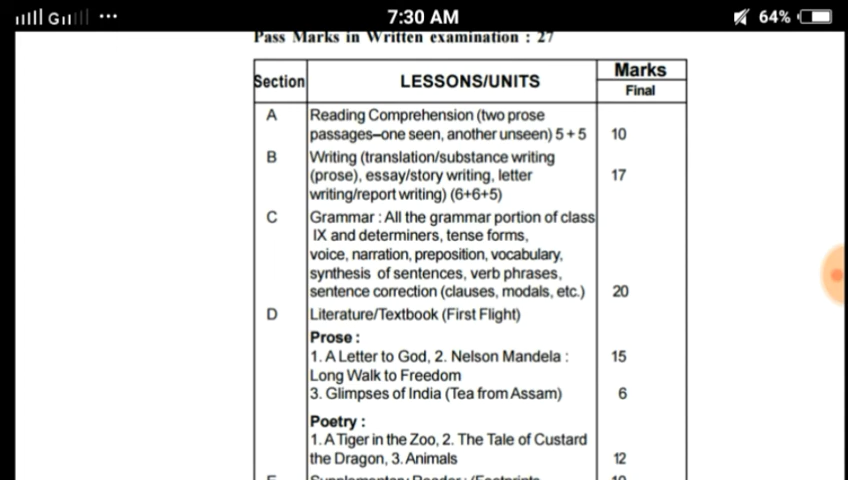 7:30 AM
64%
Pass Marks in Written examination : 27
Section LESSONS/UNITS Marks
Final
A Reading Comprehension (two prose
passages–one seen, another unseen) 5 + 5 10
B Writing (translation/substance writing
(prose), essay/story writing, letter 17
writing/report writing) (6+6+5)
C Grammar : All the grammar portion of class
IX and determiners, tense forms,
voice, narration, preposition, vocabulary,
synthesis of sentences, verb phrases,
sentence correction (clauses, modals, etc.) 20
D Literature/Textbook (First Flight)
Prose :
1. A Letter to God, 2. Nelson Mandela : 15
Long Walk to Freedom
3. Glimpses of India (Tea from Assam) 6
Poetry :
1. A Tiger in the Zoo, 2. The Tale of Custard
the Dragon, 3. Animals 12